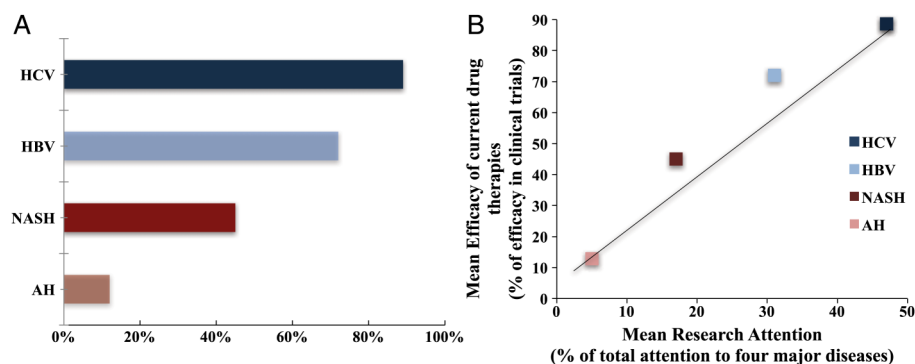 A
HCV
HBV
NASH
AH
0%
20%
40%
60%
80%
100%
B
Mean Efficacy of current drug
therapies
(% of efficacy in clinical trials)
90
80
70
60
50
40
30
20
10
0
0
10
20
30
40
50
HCV
HBV
NASH
AH
Mean Research Attention
(% of total attention to four major diseases)